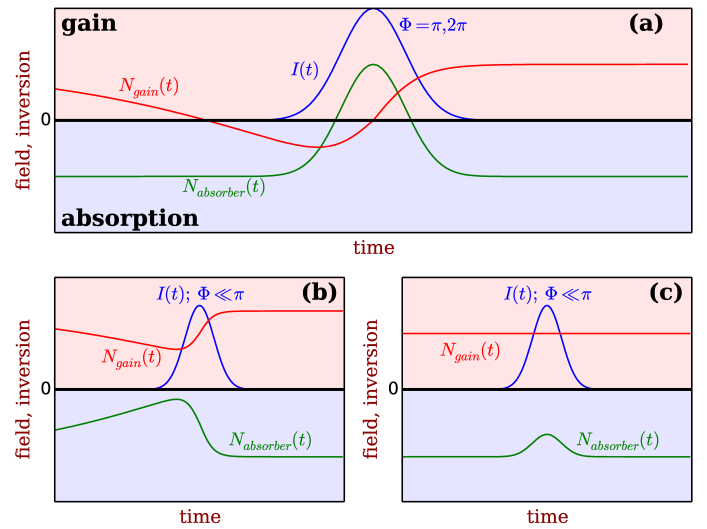 gain
(a)
Φ=π,2π
I(t)
N_gain(t)
0
field, inversion
N_absorber(t)
absorption
time
I(t); Φ≪π
(b)
N_gain(t)
0
field, inversion
N_absorber(t)
time
I(t); Φ≪π
(c)
N_gain(t)
0
field, inversion
N_absorber(t)
time